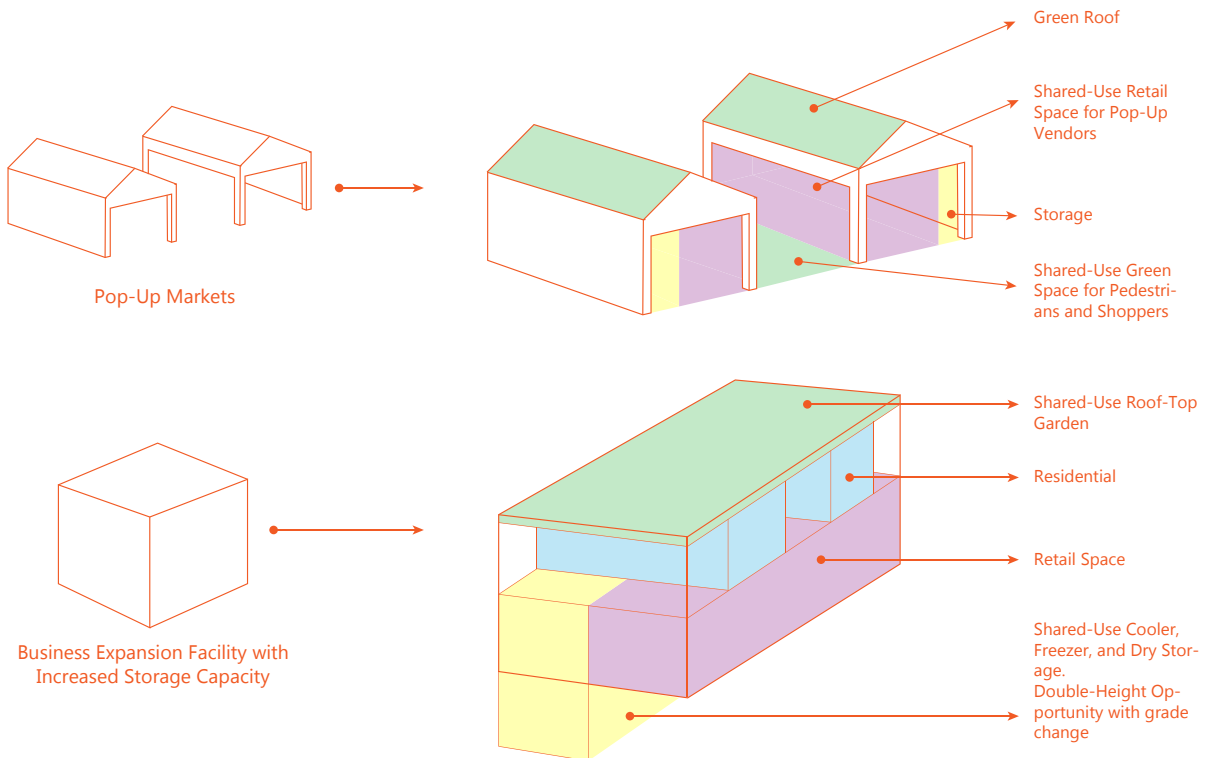 Green Roof
Shared-Use Retail
Space for Pop-Up
Vendors
Storage
Shared-Use Green
Space for Pedestri-
ans and Shoppers
Pop-Up Markets
Shared-Use Roof-Top
Garden
Residential
Retail Space
Shared-Use Cooler,
Freezer, and Dry Stor-
age.
Double-Height Op-
portunity with grade
change
Business Expansion Facility with
Increased Storage Capacity